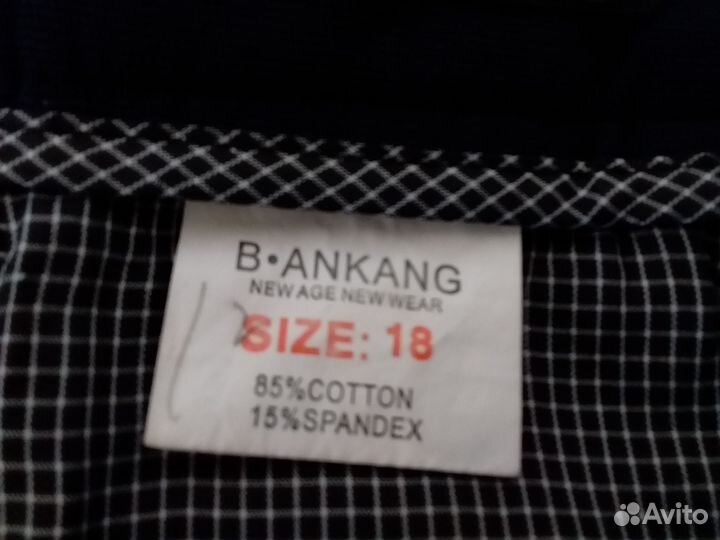 B•ANKANG
NEW AGE NEW WEAR
SIZE: 18
85%COTTON
15%SPANDEX
Avito